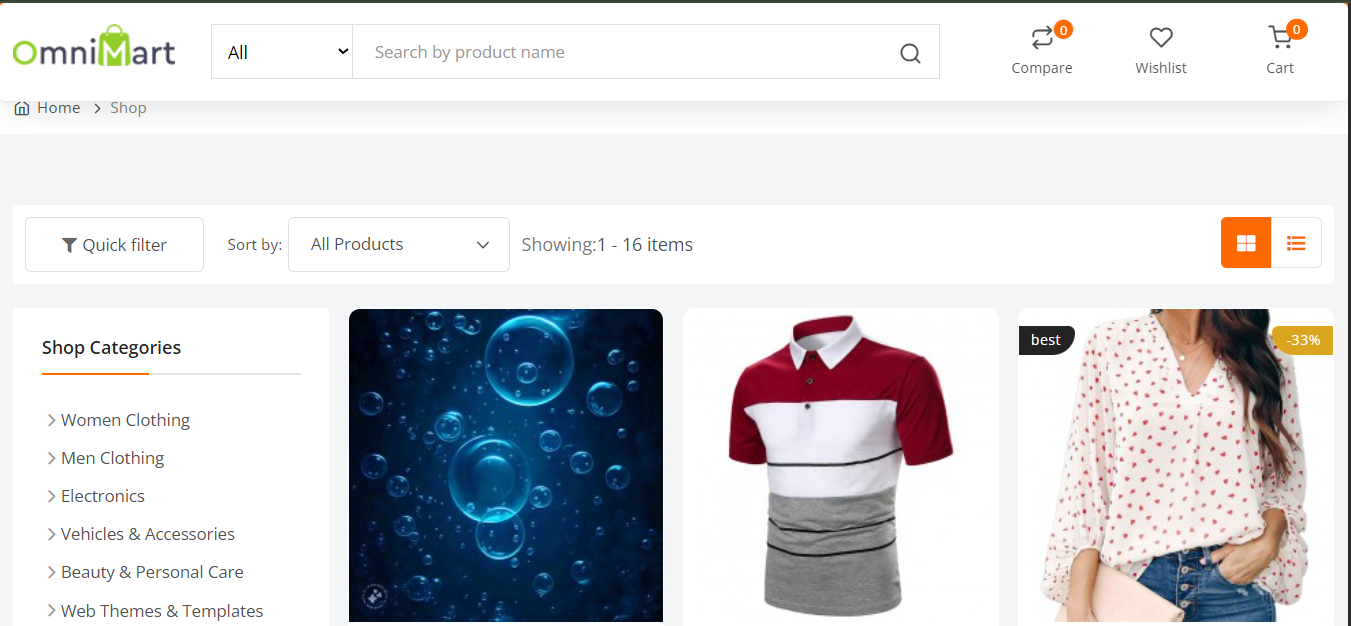 OmniMart
All
Search by product name
0
Compare
Wishlist
0
Cart
Home > Shop
Quick filter
Sort by:
All Products
Showing:1 - 16 items
Shop Categories
Women Clothing
Men Clothing
Electronics
Vehicles & Accessories
Beauty & Personal Care
Web Themes & Templates
best
-33%